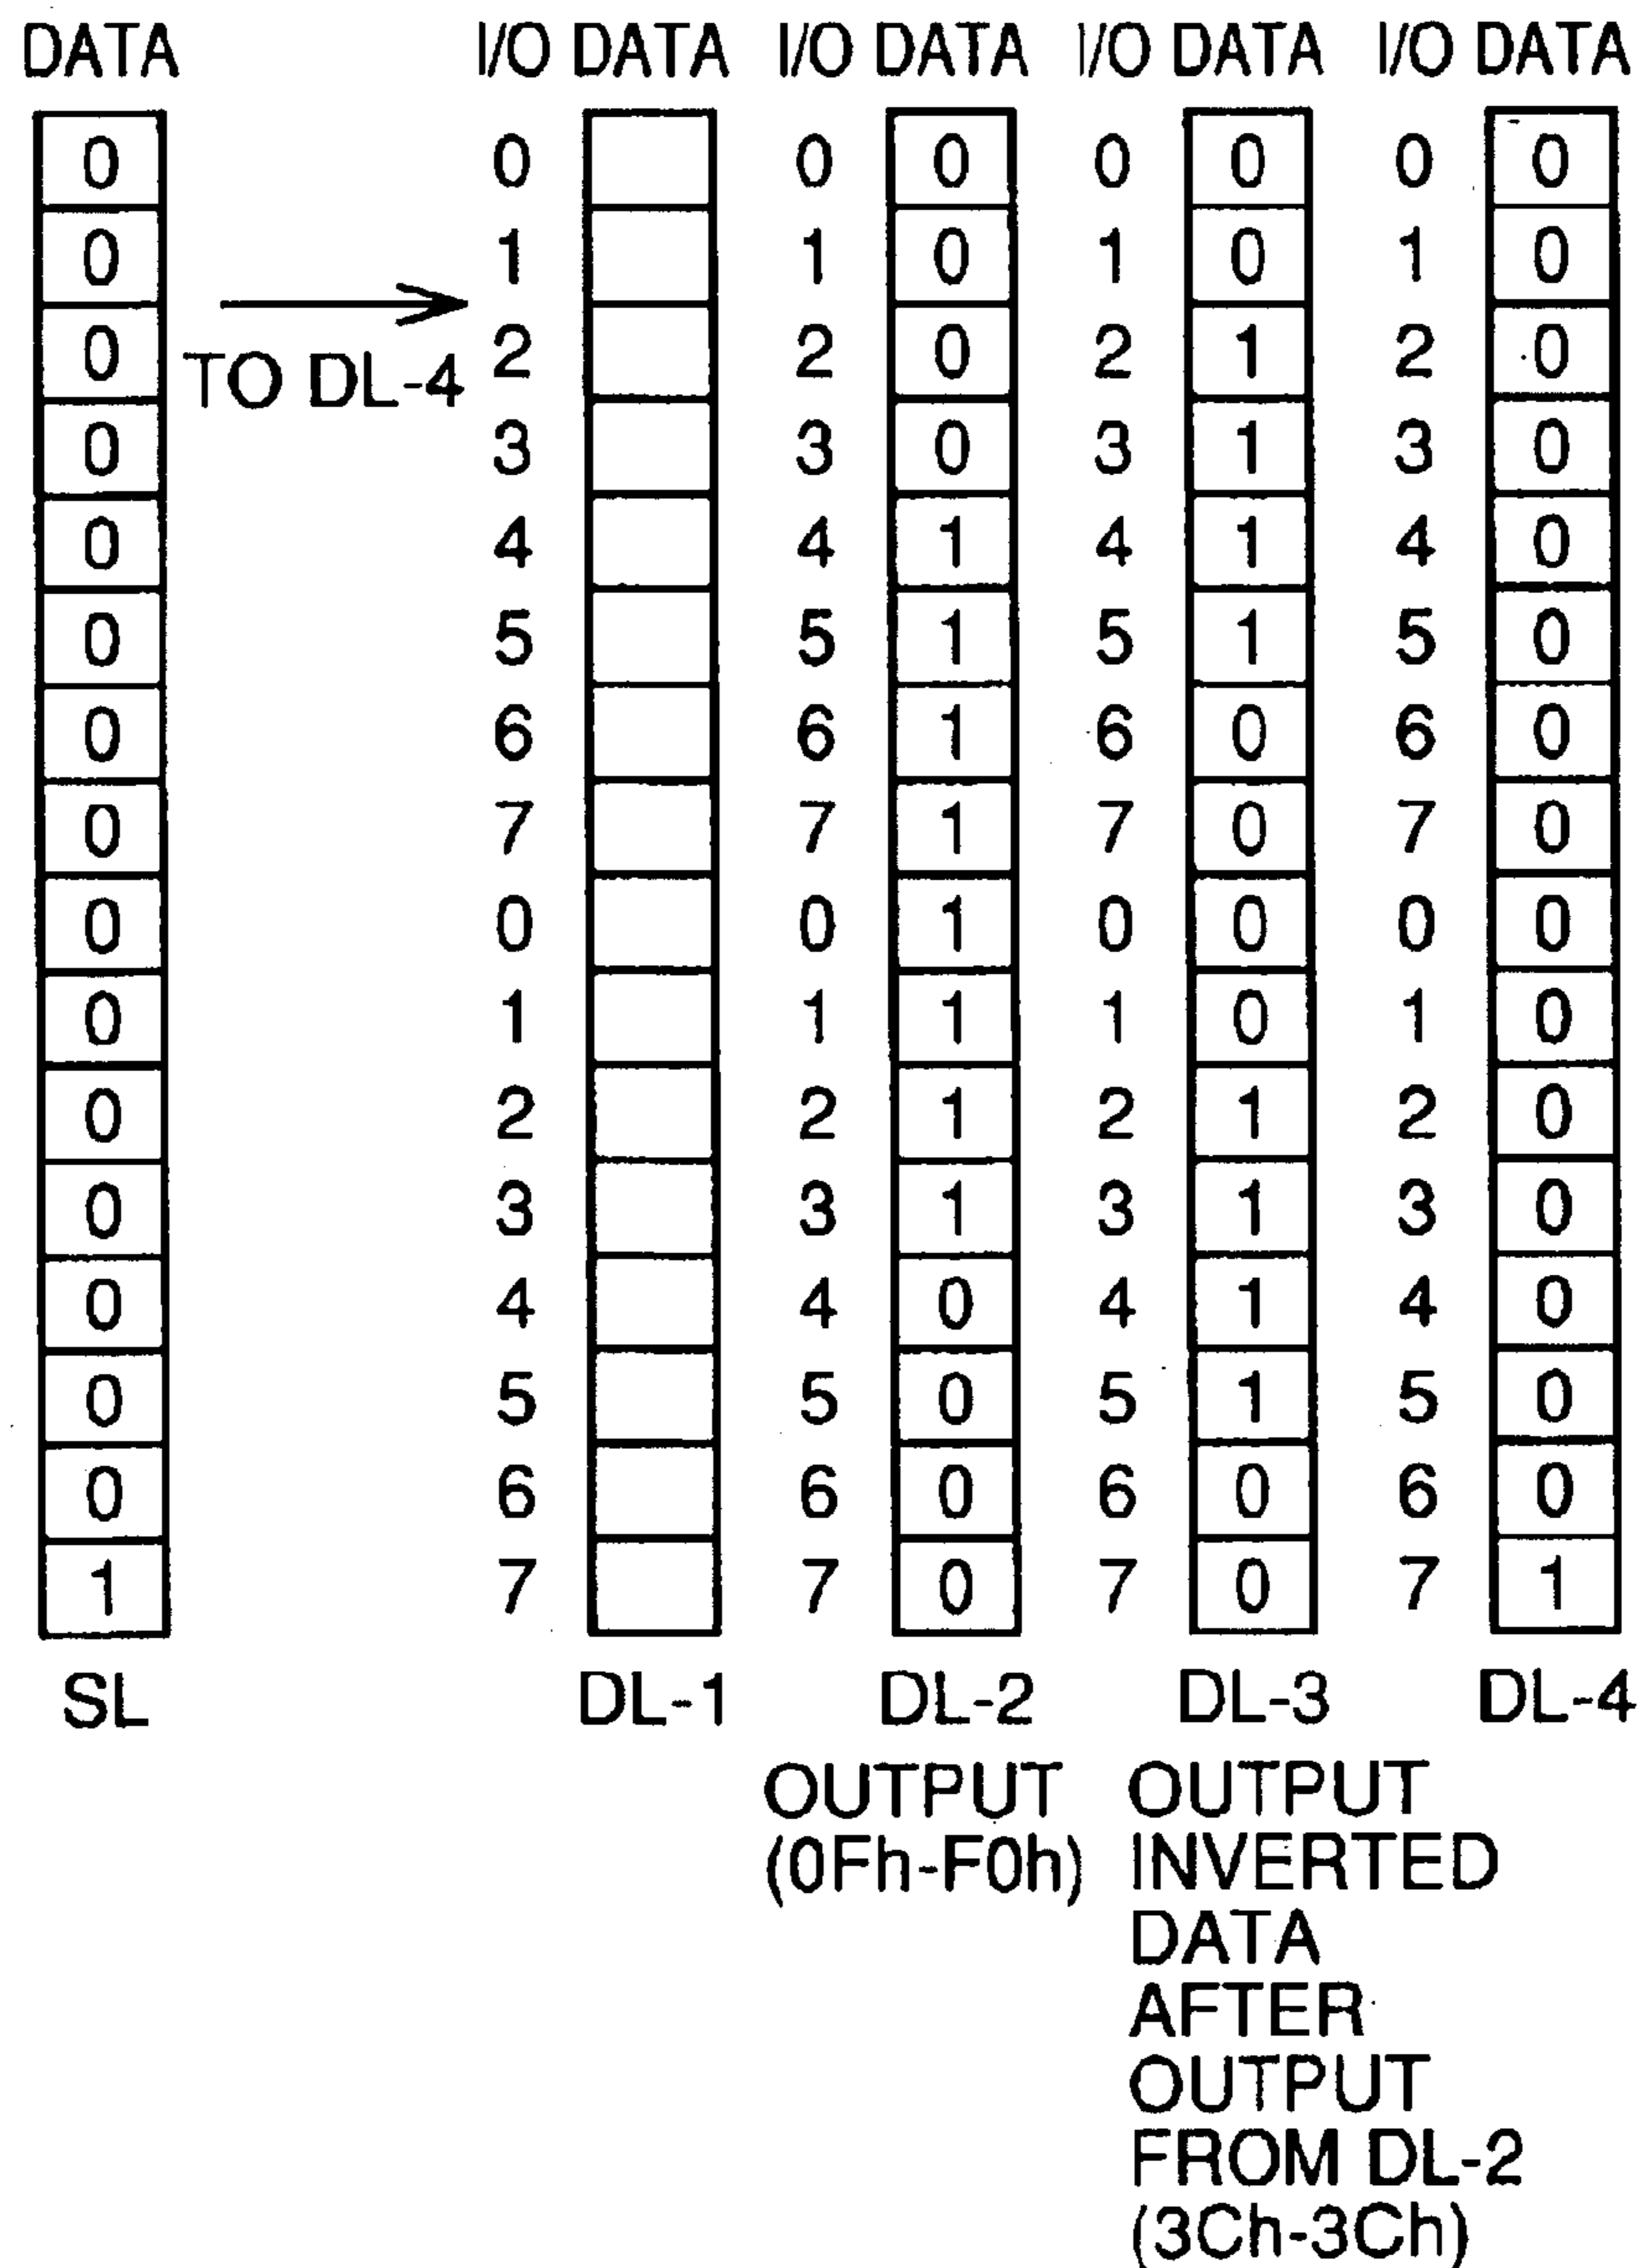 DATA I/O DATA I/O DATA I/O DATA I/O DATA
0 0 0 0 0 0 0 0
0 1 1 0 1 0 1 0
0 2 2 0 2 1 2 0
TO DL-4
0 3 3 0 3 1 3 0
0 4 4 1 4 1 4 0
0 5 5 1 5 1 5 0
0 6 6 1 6 0 6 0
0 7 7 1 7 0 7 0
0 0 0 1 0 0 0 0
0 1 1 1 1 0 1 0
0 2 2 1 2 1 2 0
0 3 3 1 3 1 3 0
0 4 4 0 4 1 4 0
0 5 5 0 5 1 5 0
0 6 6 0 6 0 6 0
1 7 7 0 7 0 7 1
SL DL-1 DL-2 DL-3 DL-4
OUTPUT
(0Fh-F0h)
OUTPUT
INVERTED
DATA
AFTER
OUTPUT
FROM DL-2
(3Ch-3Ch)